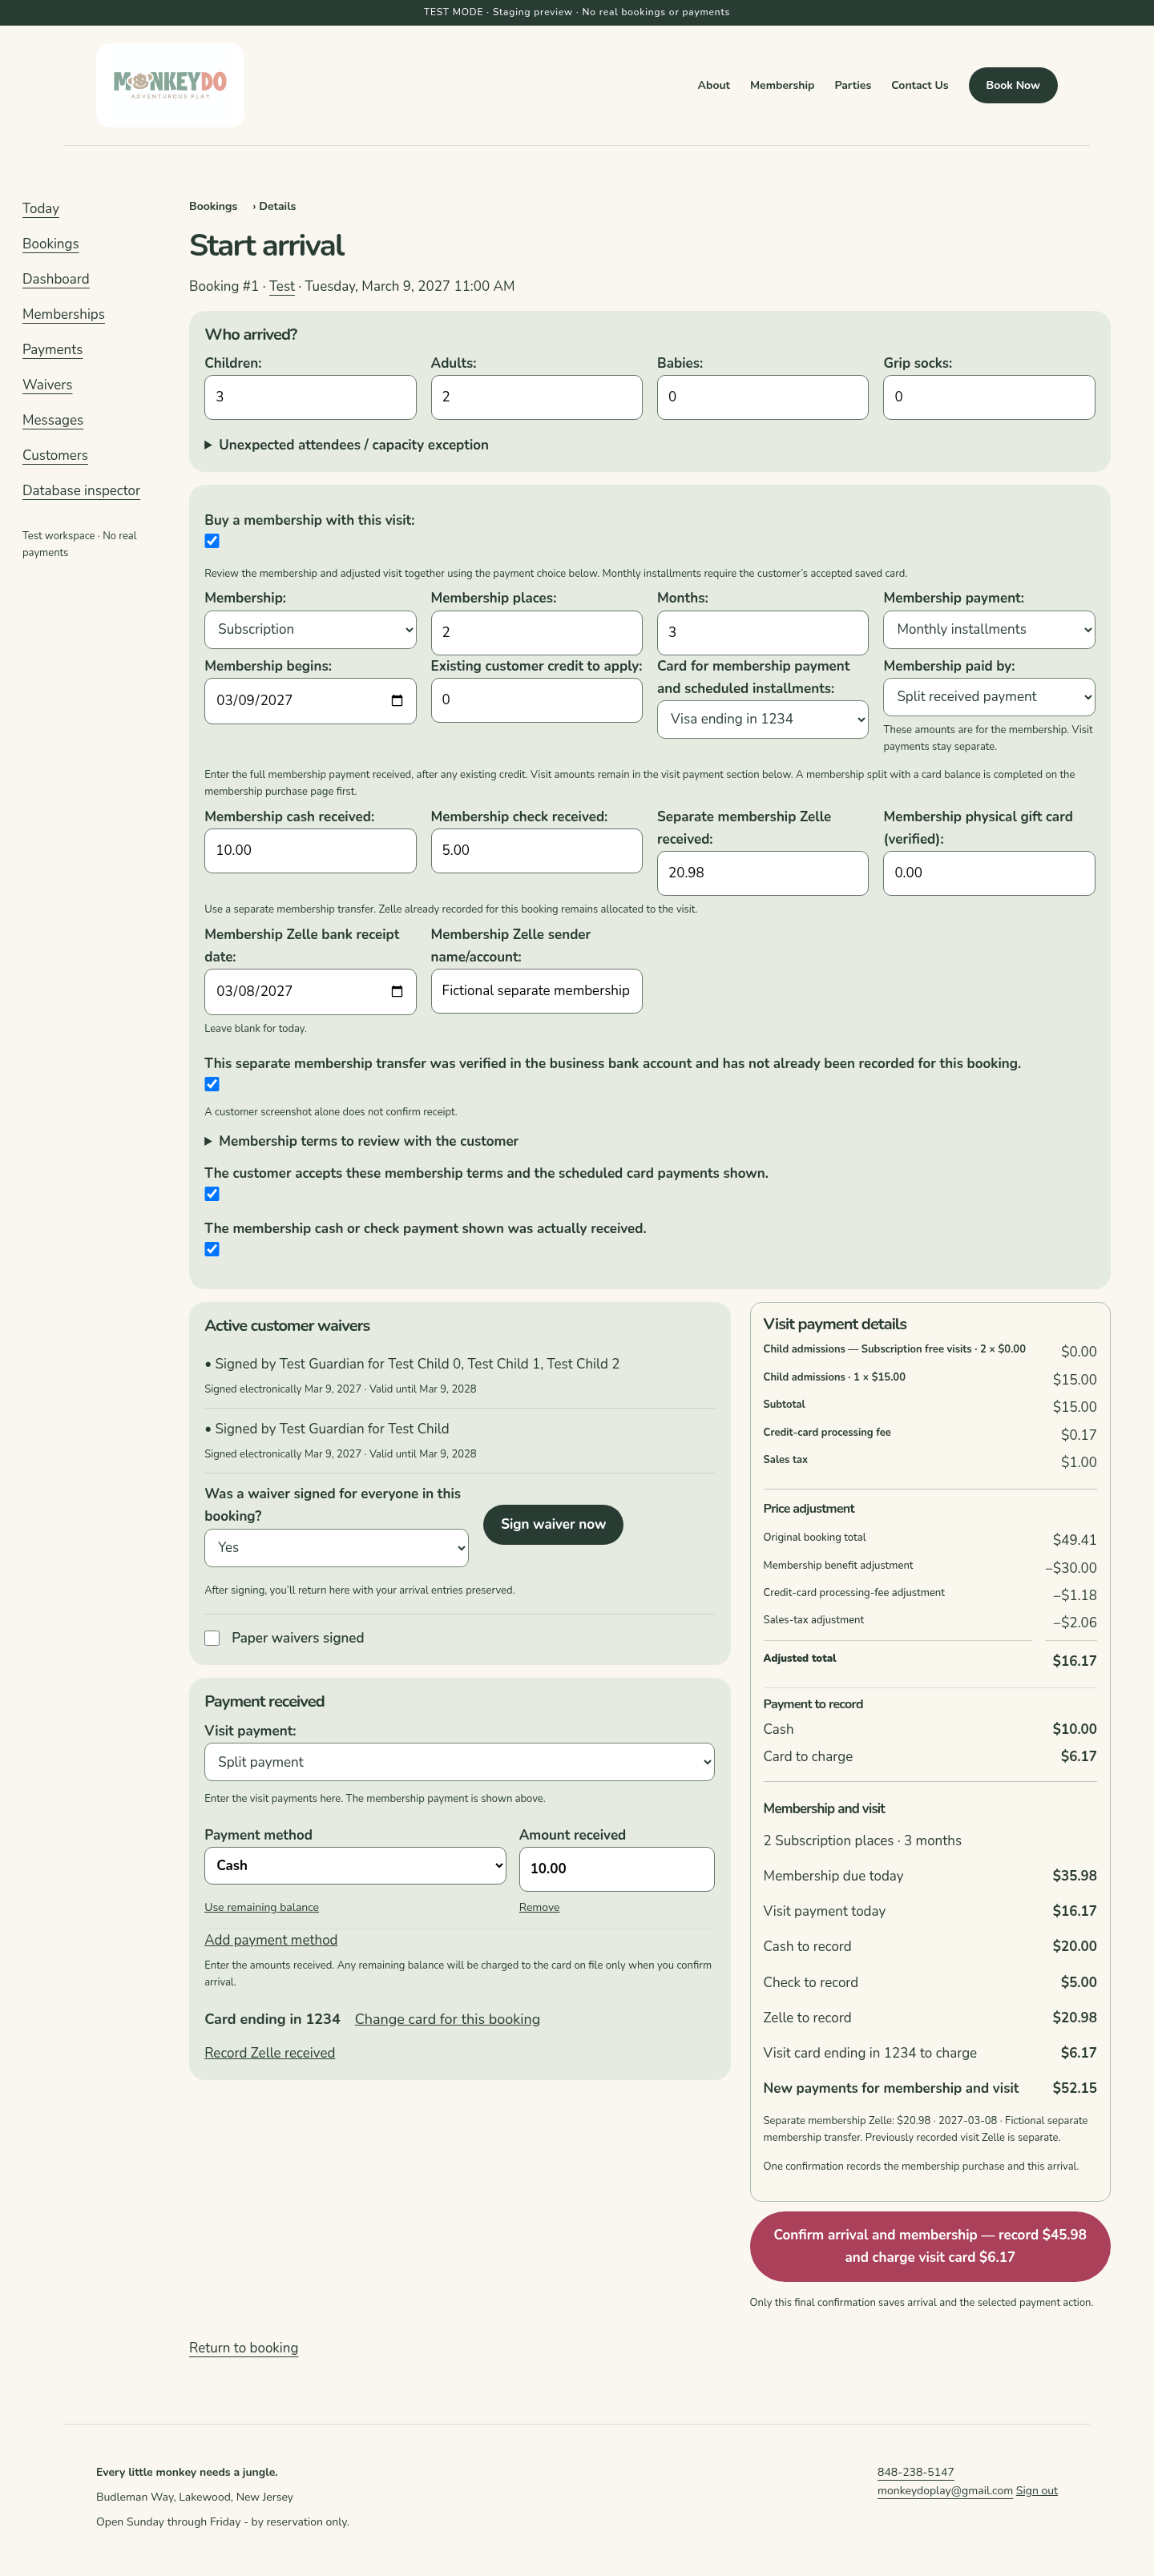 TEST MODE · Staging preview · No real bookings or payments
MONKEYDO
ADVENTUROUS PLAY
About
Membership
Parties
Contact Us
Book Now
Today
Bookings
Dashboard
Memberships
Payments
Waivers
Messages
Customers
Database inspector
Test workspace · No real
payments
Bookings › Details
Start arrival
Booking #1 · Test · Tuesday, March 9, 2027 11:00 AM
Who arrived?
Children:
3
Adults:
2
Babies:
0
Grip socks:
0
▶ Unexpected attendees / capacity exception
Buy a membership with this visit:
Review the membership and adjusted visit together using the payment choice below. Monthly installments require the customer’s accepted saved card.
Membership:
Subscription
Membership places:
2
Months:
3
Membership payment:
Monthly installments
Membership begins:
03/09/2027
Existing customer credit to apply:
0
Card for membership payment
and scheduled installments:
Visa ending in 1234
Membership paid by:
Split received payment
These amounts are for the membership. Visit
payments stay separate.
Enter the full membership payment received, after any existing credit. Visit amounts remain in the visit payment section below. A membership split with a card balance is completed on the
membership purchase page first.
Membership cash received:
10.00
Membership check received:
5.00
Separate membership Zelle
received:
20.98
Membership physical gift card
(verified):
0.00
Use a separate membership transfer. Zelle already recorded for this booking remains allocated to the visit.
Membership Zelle bank receipt
date:
03/08/2027
Leave blank for today.
Membership Zelle sender
name/account:
Fictional separate membership
This separate membership transfer was verified in the business bank account and has not already been recorded for this booking.
A customer screenshot alone does not confirm receipt.
▶ Membership terms to review with the customer
The customer accepts these membership terms and the scheduled card payments shown.
The membership cash or check payment shown was actually received.
Active customer waivers
• Signed by Test Guardian for Test Child 0, Test Child 1, Test Child 2
Signed electronically Mar 9, 2027 · Valid until Mar 9, 2028
• Signed by Test Guardian for Test Child
Signed electronically Mar 9, 2027 · Valid until Mar 9, 2028
Was a waiver signed for everyone in this
booking?
Yes
Sign waiver now
After signing, you’ll return here with your arrival entries preserved.
Paper waivers signed
Payment received
Visit payment:
Split payment
Enter the visit payments here. The membership payment is shown above.
Payment method
Cash
Amount received
10.00
Use remaining balance
Remove
Add payment method
Enter the amounts received. Any remaining balance will be charged to the card on file only when you confirm
arrival.
Card ending in 1234 Change card for this booking
Record Zelle received
Visit payment details
Child admissions — Subscription free visits · 2 × $0.00 $0.00
Child admissions · 1 × $15.00 $15.00
Subtotal $15.00
Credit-card processing fee $0.17
Sales tax $1.00
Price adjustment
Original booking total $49.41
Membership benefit adjustment −$30.00
Credit-card processing-fee adjustment −$1.18
Sales-tax adjustment −$2.06
Adjusted total $16.17
Payment to record
Cash $10.00
Card to charge $6.17
Membership and visit
2 Subscription places · 3 months
Membership due today $35.98
Visit payment today $16.17
Cash to record $20.00
Check to record $5.00
Zelle to record $20.98
Visit card ending in 1234 to charge $6.17
New payments for membership and visit $52.15
Separate membership Zelle: $20.98 · 2027-03-08 · Fictional separate
membership transfer. Previously recorded visit Zelle is separate.
One confirmation records the membership purchase and this arrival.
Confirm arrival and membership — record $45.98
and charge visit card $6.17
Only this final confirmation saves arrival and the selected payment action.
Return to booking
Every little monkey needs a jungle.
Budleman Way, Lakewood, New Jersey
Open Sunday through Friday - by reservation only.
848-238-5147
monkeydoplay@gmail.com Sign out